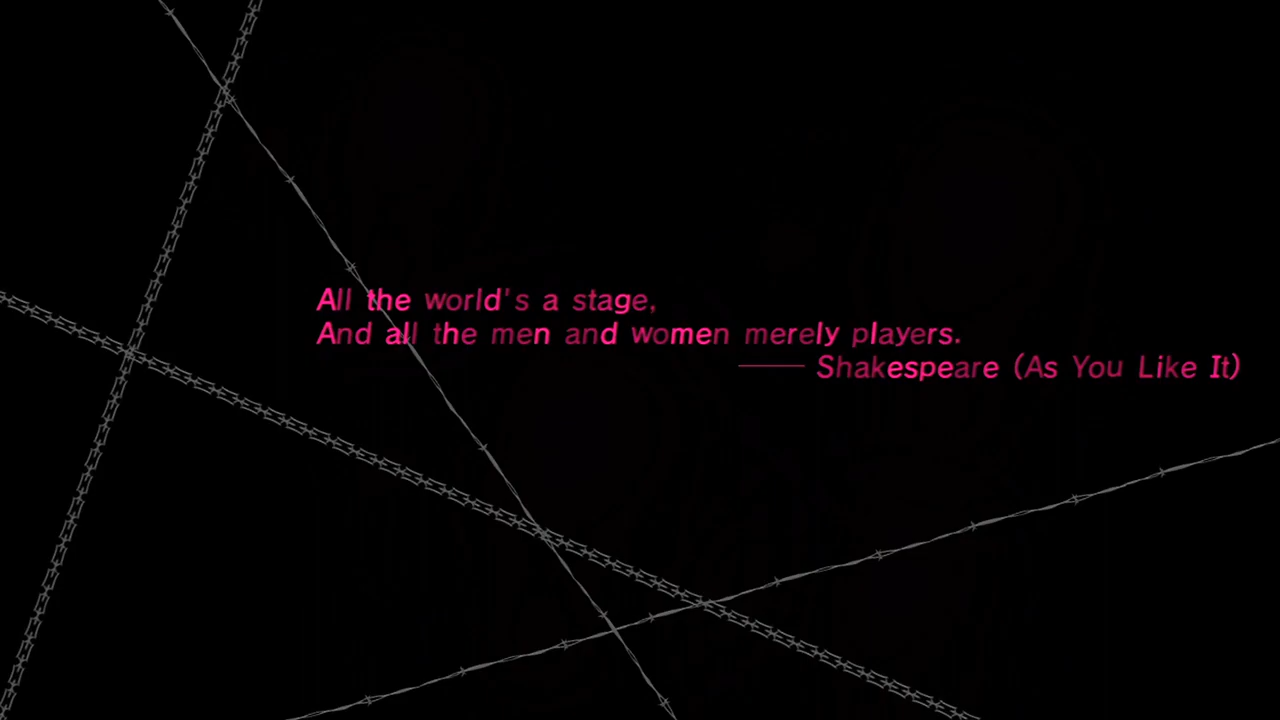 All the world's a stage,
And all the men and women merely players.
—— Shakespeare (As You Like It)